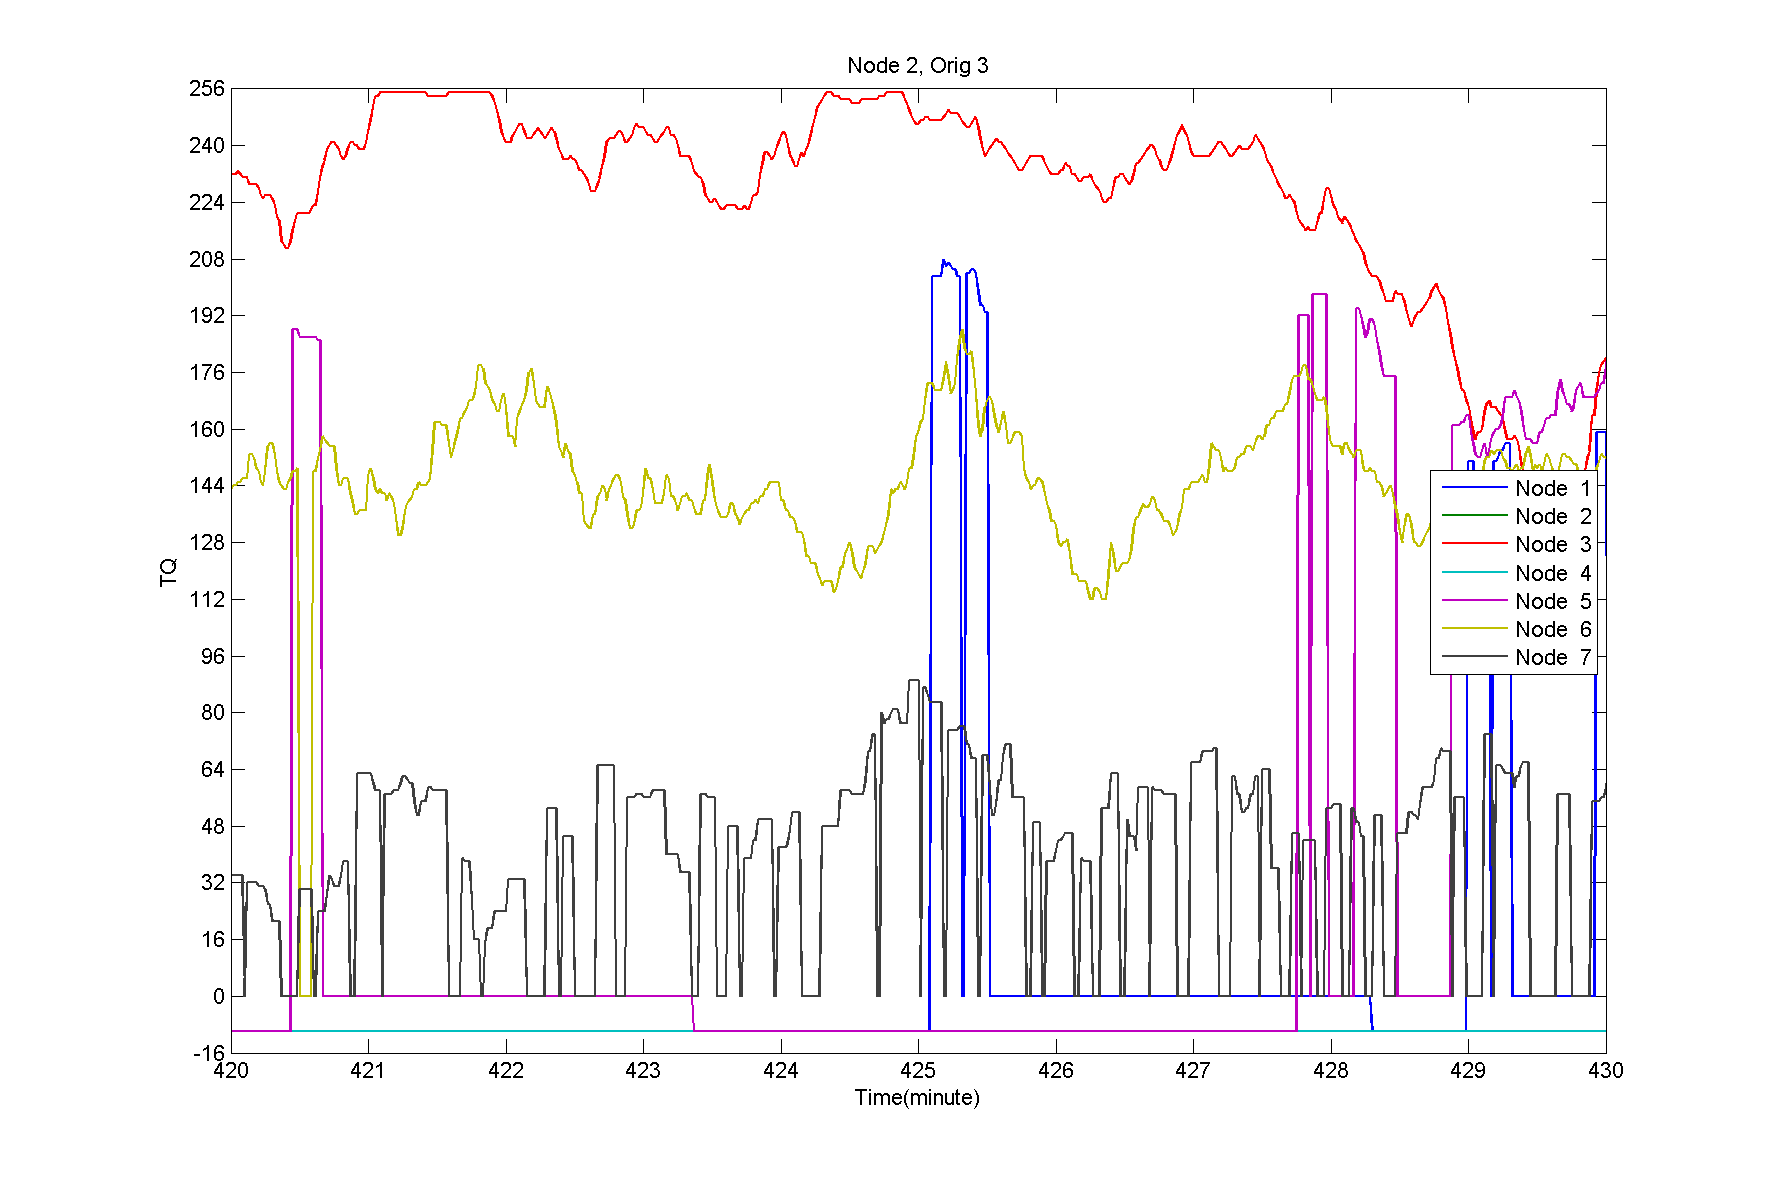 Node 2, Orig 3
256
240
224
208
192
176
160
144
128
112
96
80
64
48
32
16
0
-16
TQ
420 421 422 423 424 425 426 427 428 429 430
Time(minute)
Node 1
Node 2
Node 3
Node 4
Node 5
Node 6
Node 7